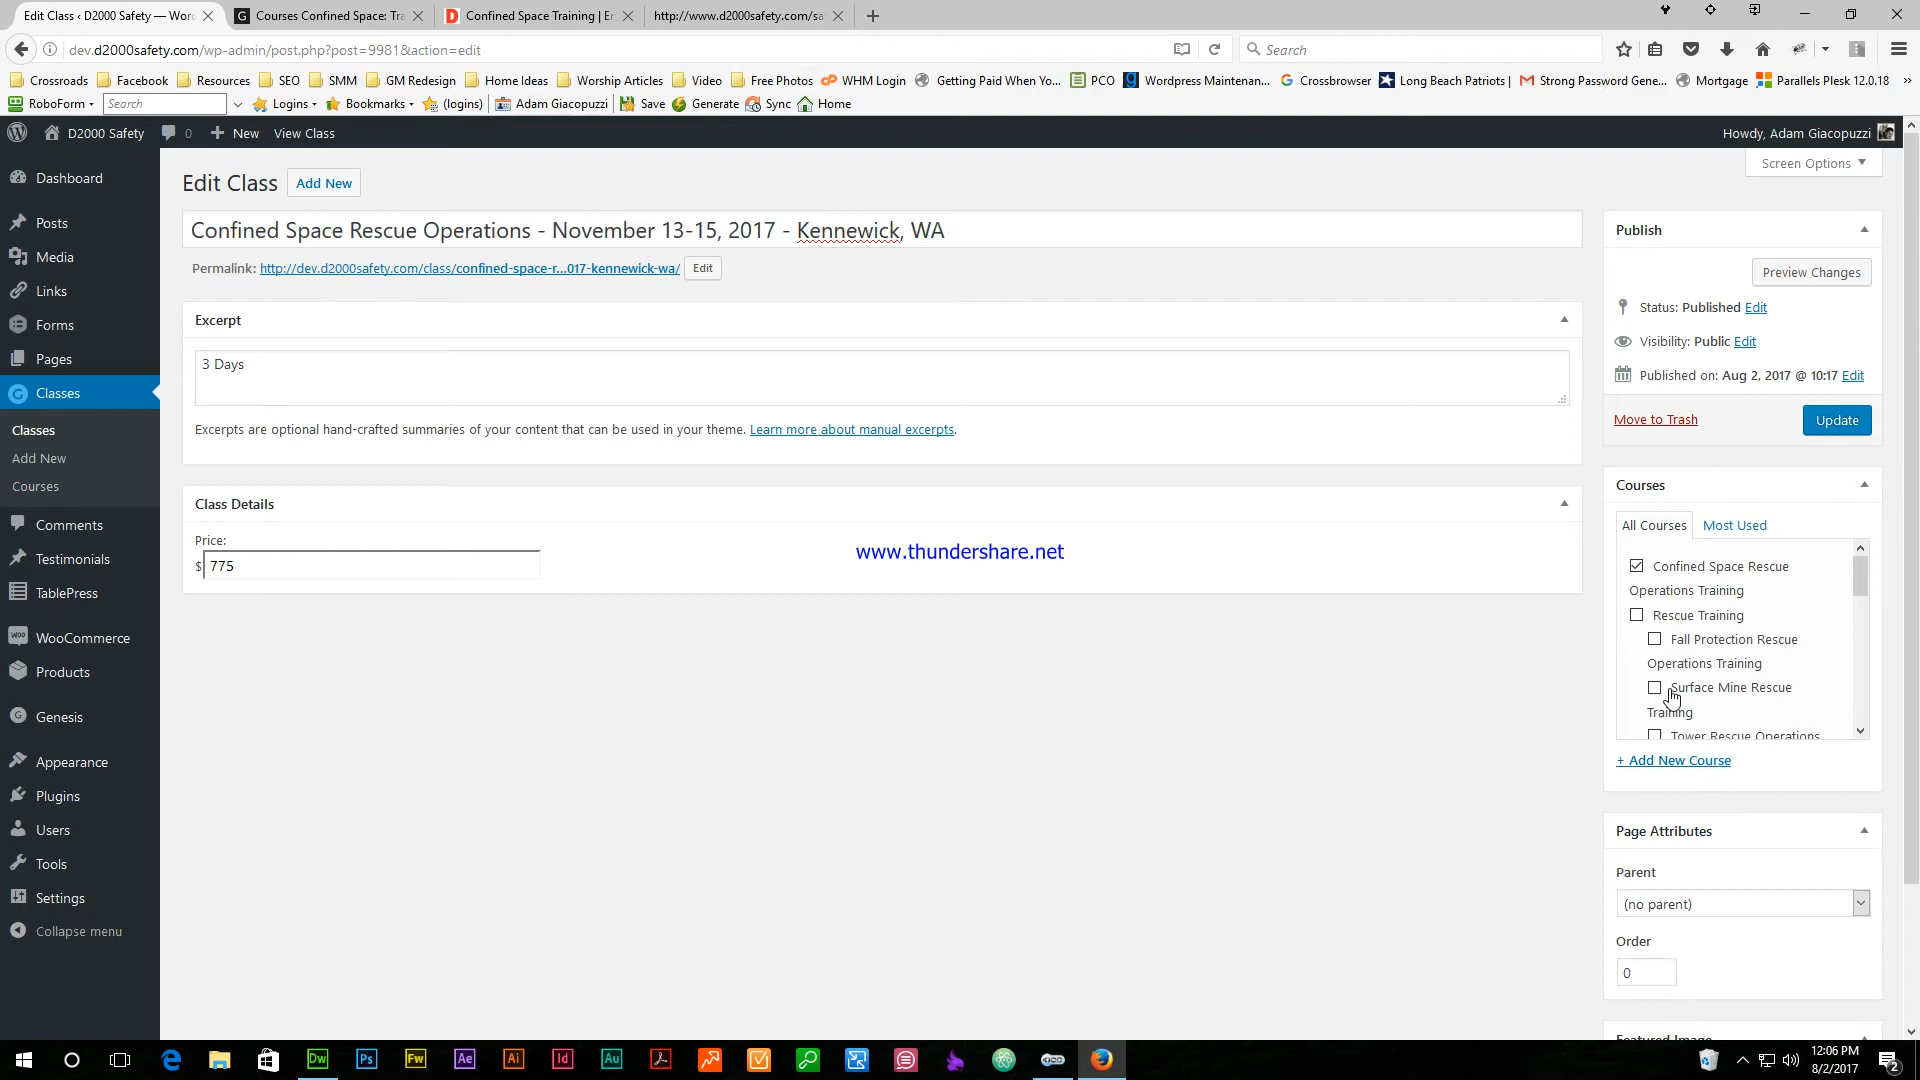 Edit Class ‹ D2000 Safety — Wor
Courses Confined Space: Tra
Confined Space Training | Er
http://www.d2000safety.com/sa
dev.d2000safety.com/wp-admin/post.php?post=9981&action=edit
Search
Crossroads
Facebook
Resources
SEO
SMM
GM Redesign
Home Ideas
Worship Articles
Video
Free Photos
WHM Login
Getting Paid When Yo...
PCO
Wordpress Maintenan...
Crossbrowser
Long Beach Patriots |
Strong Password Gene...
Mortgage
Parallels Plesk 12.0.18
RoboForm
Search
Logins
Bookmarks
(logins)
Adam Giacopuzzi
Save
Generate
Sync
Home
D2000 Safety
0
New
View Class
Howdy, Adam Giacopuzzi
Screen Options
Dashboard
Posts
Media
Links
Forms
Pages
Classes
Classes
Add New
Courses
Comments
Testimonials
TablePress
WooCommerce
Products
Genesis
Appearance
Plugins
Users
Tools
Settings
Collapse menu
Edit Class
Add New
Confined Space Rescue Operations - November 13-15, 2017 - Kennewick, WA
Permalink: http://dev.d2000safety.com/class/confined-space-r...017-kennewick-wa/ Edit
Excerpt
3 Days
Excerpts are optional hand-crafted summaries of your content that can be used in your theme. Learn more about manual excerpts.
Class Details
Price:
$ 775
www.thundershare.net
Publish
Preview Changes
Status: Published Edit
Visibility: Public Edit
Published on: Aug 2, 2017 @ 10:17 Edit
Move to Trash
Update
Courses
All Courses
Most Used
Confined Space Rescue
Operations Training
Rescue Training
Fall Protection Rescue
Operations Training
Surface Mine Rescue
Training
Tower Rescue Operations
+ Add New Course
Page Attributes
Parent
(no parent)
Order
0
Featured Image
Dw
Ps
Fw
Ae
Ai
Id
Au
12:06 PM
8/2/2017
2